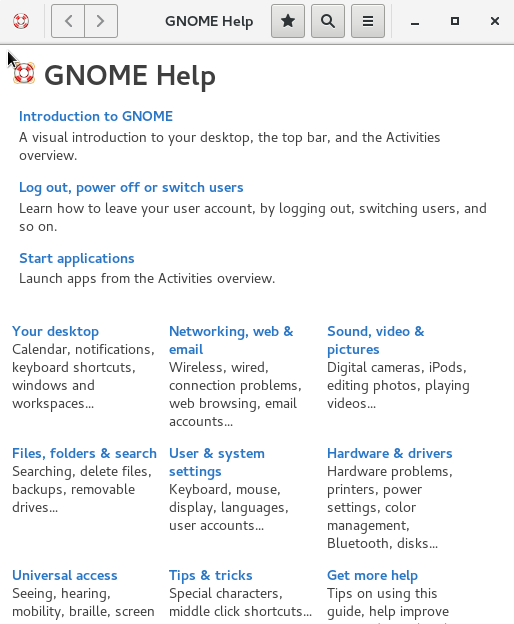 GNOME Help
GNOME Help
Introduction to GNOME
A visual introduction to your desktop, the top bar, and the Activities
overview.
Log out, power off or switch users
Learn how to leave your user account, by logging out, switching users, and
so on.
Start applications
Launch apps from the Activities overview.
Your desktop
Calendar, notifications,
keyboard shortcuts,
windows and
workspaces...
Networking, web &
email
Wireless, wired,
connection problems,
web browsing, email
accounts...
Sound, video &
pictures
Digital cameras, iPods,
editing photos, playing
videos...
Files, folders & search
Searching, delete files,
backups, removable
drives...
User & system
settings
Keyboard, mouse,
display, languages,
user accounts...
Hardware & drivers
Hardware problems,
printers, power
settings, color
management,
Bluetooth, disks...
Universal access
Seeing, hearing,
mobility, braille, screen
Tips & tricks
Special characters,
middle click shortcuts...
Get more help
Tips on using this
guide, help improve